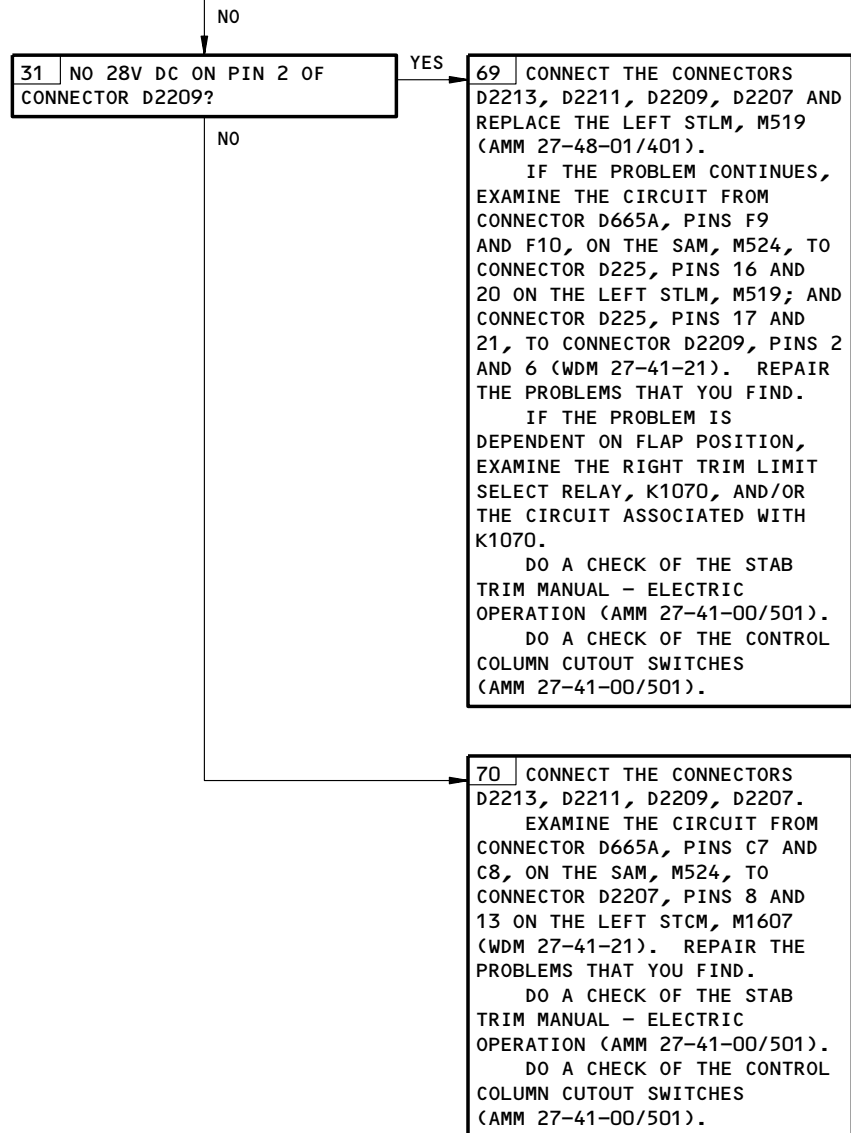 NO
31 NO 28V DC ON PIN 2 OF
CONNECTOR D2209?
YES
NO
69 CONNECT THE CONNECTORS
D2213, D2211, D2209, D2207 AND
REPLACE THE LEFT STLM, M519
(AMM 27-48-01/401).
IF THE PROBLEM CONTINUES,
EXAMINE THE CIRCUIT FROM
CONNECTOR D665A, PINS F9
AND F10, ON THE SAM, M524, TO
CONNECTOR D225, PINS 16 AND
20 ON THE LEFT STLM, M519; AND
CONNECTOR D225, PINS 17 AND
21, TO CONNECTOR D2209, PINS 2
AND 6 (WDM 27-41-21). REPAIR
THE PROBLEMS THAT YOU FIND.
IF THE PROBLEM IS
DEPENDENT ON FLAP POSITION,
EXAMINE THE RIGHT TRIM LIMIT
SELECT RELAY, K1070, AND/OR
THE CIRCUIT ASSOCIATED WITH
K1070.
DO A CHECK OF THE STAB
TRIM MANUAL - ELECTRIC
OPERATION (AMM 27-41-00/501).
DO A CHECK OF THE CONTROL
COLUMN CUTOUT SWITCHES
(AMM 27-41-00/501).
70 CONNECT THE CONNECTORS
D2213, D2211, D2209, D2207.
EXAMINE THE CIRCUIT FROM
CONNECTOR D665A, PINS C7 AND
C8, ON THE SAM, M524, TO
CONNECTOR D2207, PINS 8 AND
13 ON THE LEFT STCM, M1607
(WDM 27-41-21). REPAIR THE
PROBLEMS THAT YOU FIND.
DO A CHECK OF THE STAB
TRIM MANUAL - ELECTRIC
OPERATION (AMM 27-41-00/501).
DO A CHECK OF THE CONTROL
COLUMN CUTOUT SWITCHES
(AMM 27-41-00/501).